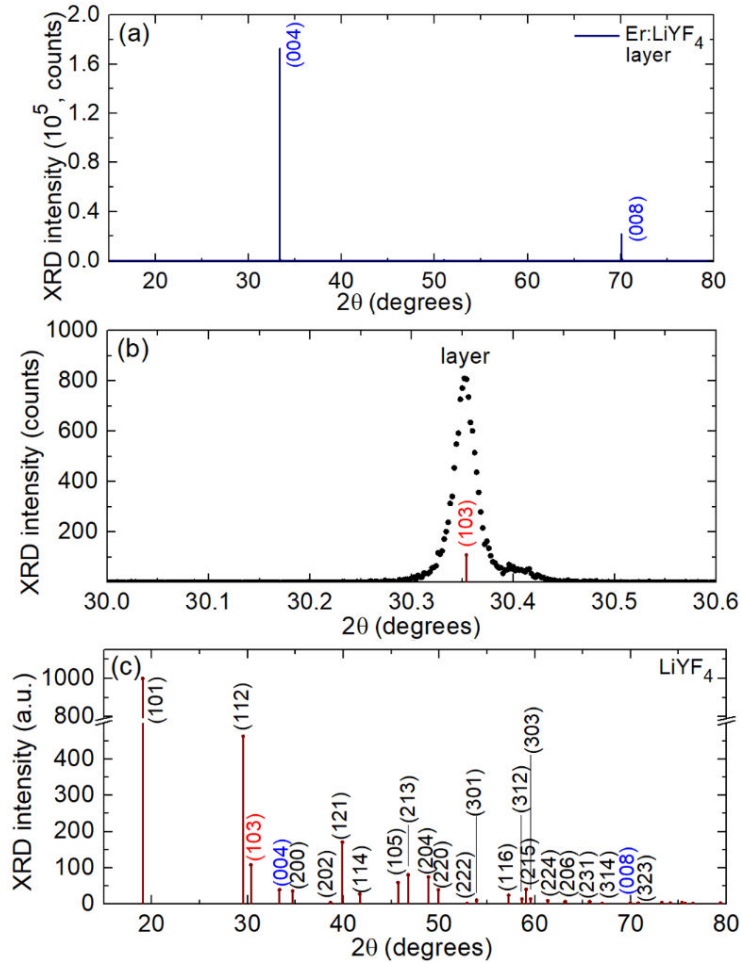 (a)
(004)
Er:LiYF4
layer
(008)
XRD intensity (10^5, counts)
2.0
1.6
1.2
0.8
0.4
0.0
20 30 40 50 60 70 80
2θ (degrees)
(b)
layer
(103)
XRD intensity (counts)
1000
800
600
400
200
30.0 30.1 30.2 30.3 30.4 30.5 30.6
2θ (degrees)
(c)
LiYF4
XRD intensity (a.u.)
1000
800
400
300
200
100
0
(101)
(112)
(103)
(004)
(200)
(202)
(121)
(114)
(105)
(213)
(204)
(220)
(222)
(301)
(116)
(312)
(215)
(303)
(224)
(206)
(231)
(314)
(008)
(323)
20 30 40 50 60 70 80
2θ (degrees)